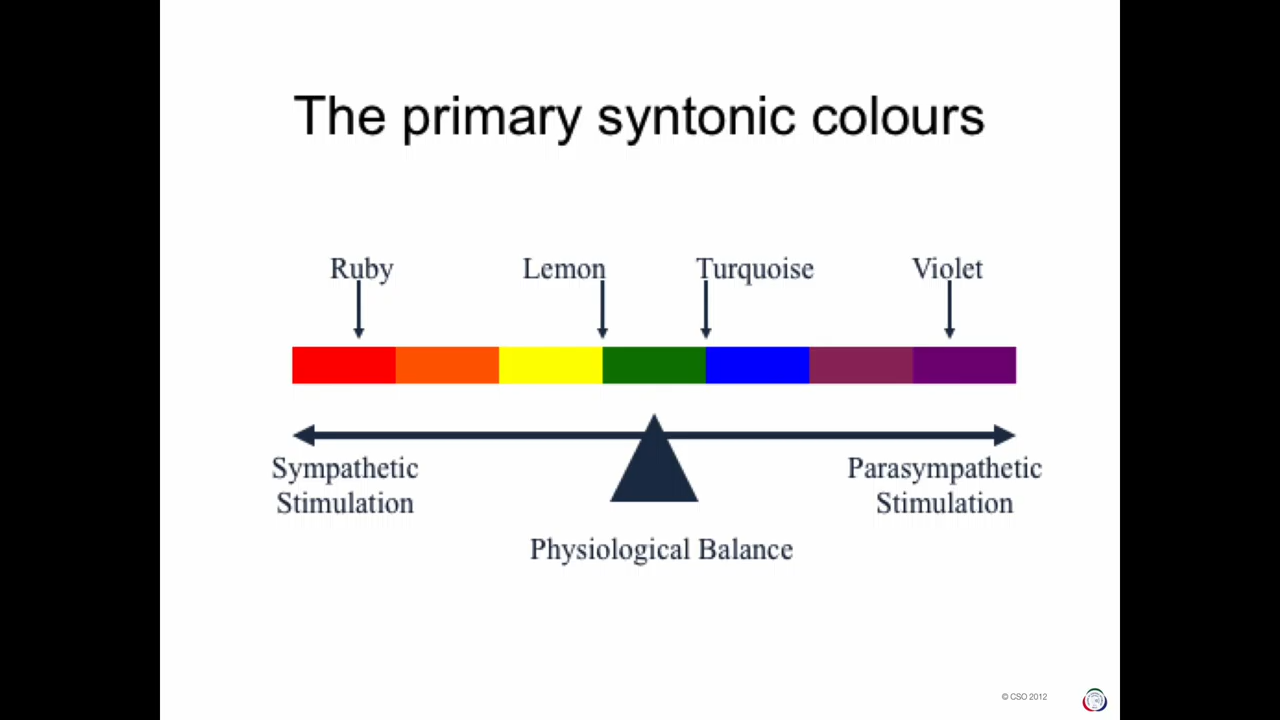 The primary syntonic colours
Ruby Lemon Turquoise Violet
Sympathetic Parasympathetic
Stimulation Stimulation
Physiological Balance
© CSO 2012